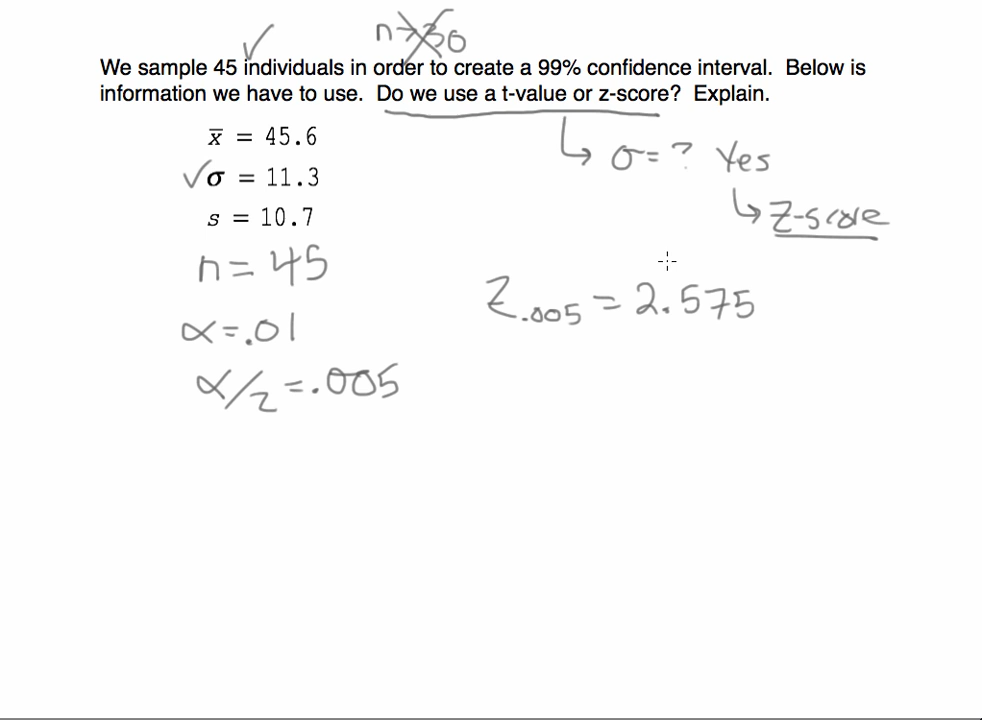 n>30
We sample 45 individuals in order to create a 99% confidence interval. Below is
information we have to use. Do we use a t-value or z-score? Explain.
x̅ = 45.6
σ = ? Yes
√σ = 11.3
↳ Z-score
s = 10.7
n = 45
Z.005 = 2.575
α = .01
α/2 = .005